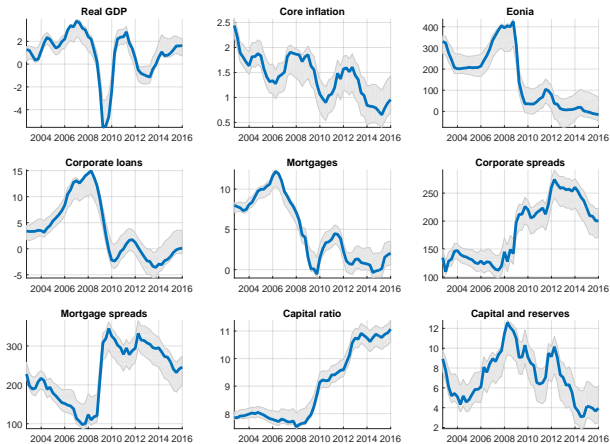 Real GDP
2
0
-2
-4
2004 2006 2008 2010 2012 2014 2016
Core inflation
2.5
2
1.5
1
0.5
2004 2006 2008 2010 2012 2014 2016
Eonia
400
300
200
100
0
2004 2006 2008 2010 2012 2014 2016
Corporate loans
15
10
5
0
-5
2004 2006 2008 2010 2012 2014 2016
Mortgages
10
5
0
2004 2006 2008 2010 2012 2014 2016
Corporate spreads
250
200
150
100
2004 2006 2008 2010 2012 2014 2016
Mortgage spreads
300
200
100
2004 2006 2008 2010 2012 2014 2016
Capital ratio
11
10
9
8
2004 2006 2008 2010 2012 2014 2016
Capital and reserves
12
10
8
6
4
2
2004 2006 2008 2010 2012 2014 2016